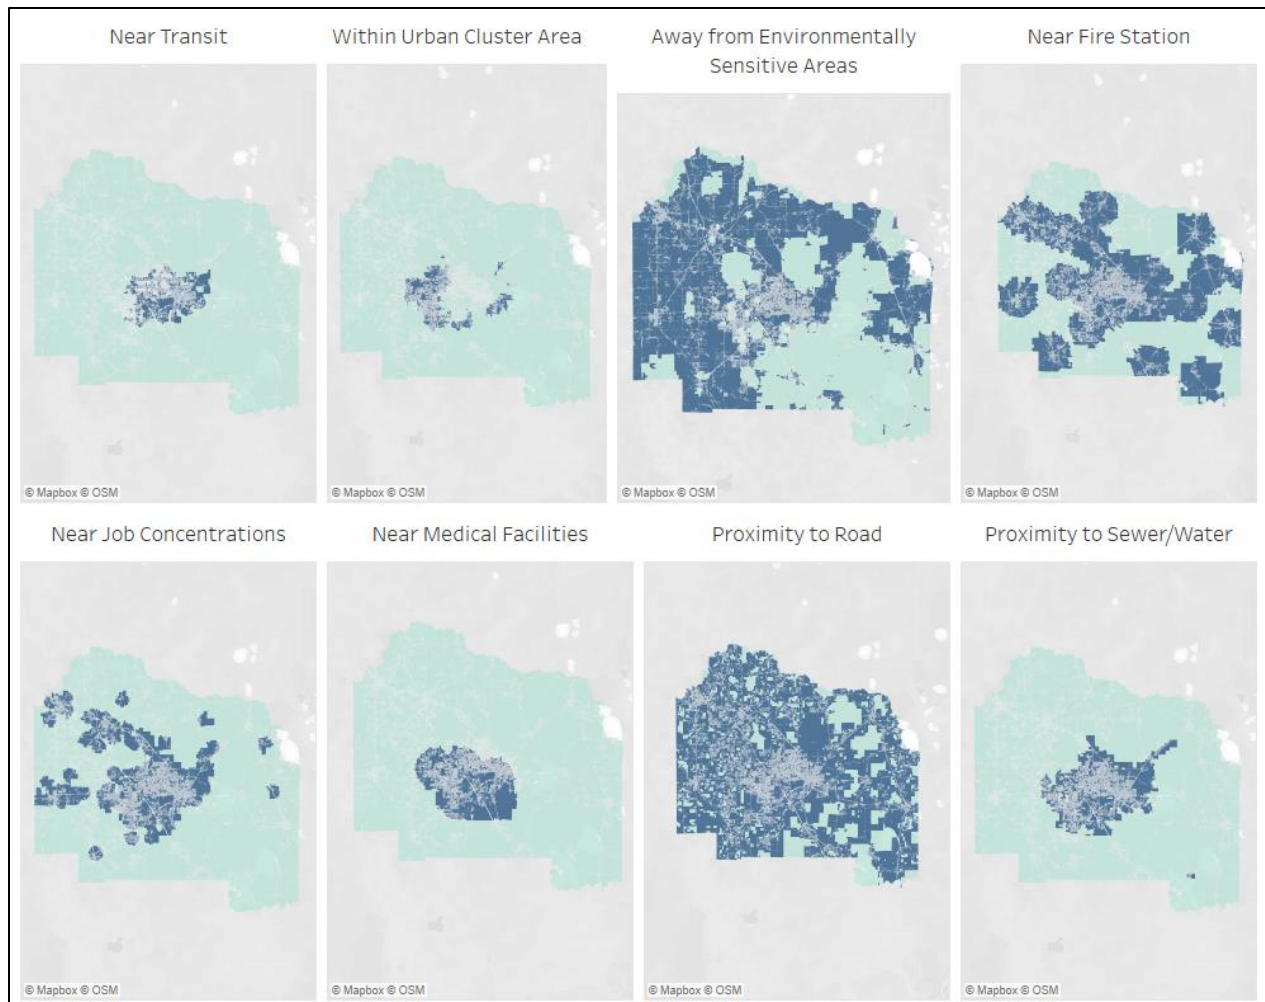 Near Transit
Within Urban Cluster Area
Away from Environmentally
Sensitive Areas
Near Fire Station
© Mapbox © OSM
© Mapbox © OSM
© Mapbox © OSM
© Mapbox © OSM
Near Job Concentrations
Near Medical Facilities
Proximity to Road
Proximity to Sewer/Water
© Mapbox © OSM
© Mapbox © OSM
© Mapbox © OSM
© Mapbox © OSM